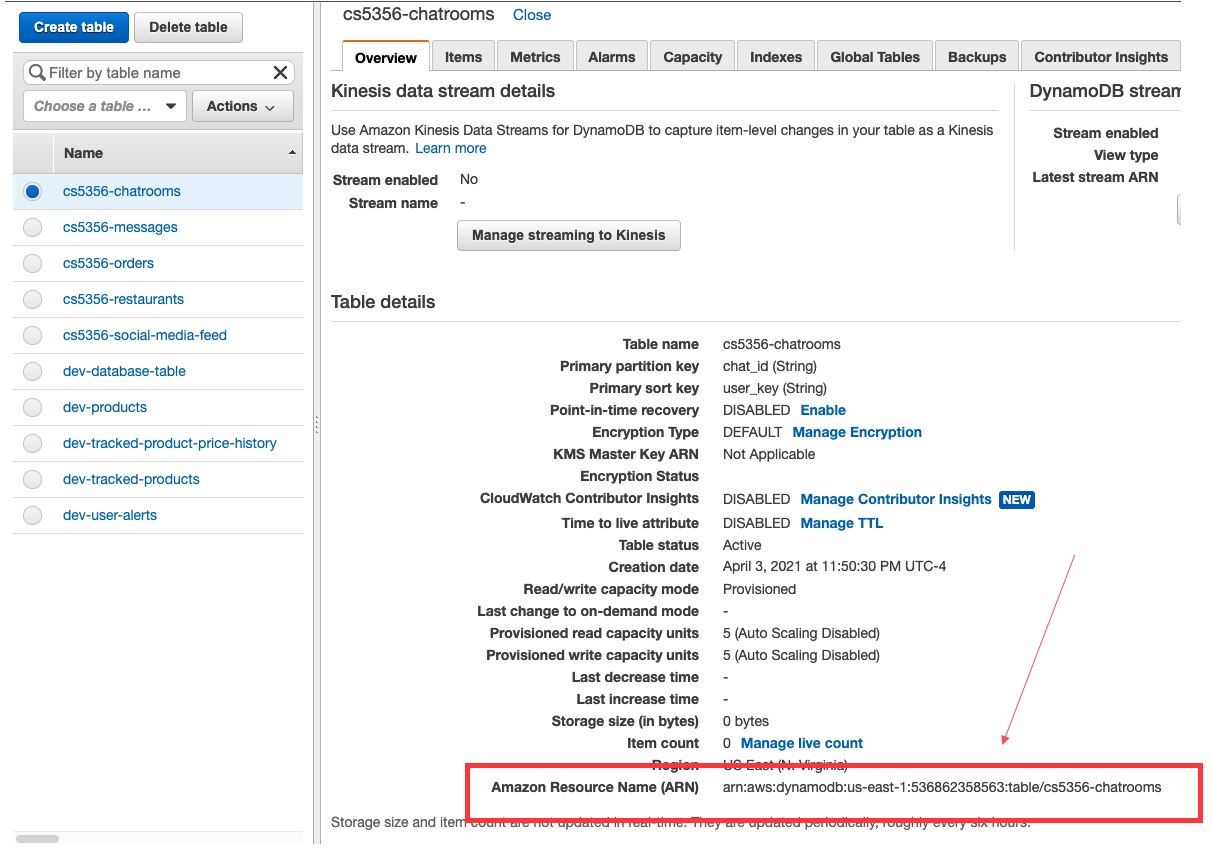 Create table
Delete table
Filter by table name
Choose a table ...
Actions
Name
cs5356-chatrooms
cs5356-messages
cs5356-orders
cs5356-restaurants
cs5356-social-media-feed
dev-database-table
dev-products
dev-tracked-product-price-history
dev-tracked-products
dev-user-alerts
cs5356-chatrooms Close
Overview Items Metrics Alarms Capacity Indexes Global Tables Backups Contributor Insights
Kinesis data stream details
Use Amazon Kinesis Data Streams for DynamoDB to capture item-level changes in your table as a Kinesis
data stream. Learn more
Stream enabled No
Stream name -
Manage streaming to Kinesis
DynamoDB stream
Stream enabled
View type
Latest stream ARN
Table details
Table name cs5356-chatrooms
Primary partition key chat_id (String)
Primary sort key user_key (String)
Point-in-time recovery DISABLED Enable
Encryption Type DEFAULT Manage Encryption
KMS Master Key ARN Not Applicable
Encryption Status
CloudWatch Contributor Insights DISABLED Manage Contributor Insights NEW
Time to live attribute DISABLED Manage TTL
Table status Active
Creation date April 3, 2021 at 11:50:30 PM UTC-4
Read/write capacity mode Provisioned
Last change to on-demand mode -
Provisioned read capacity units 5 (Auto Scaling Disabled)
Provisioned write capacity units 5 (Auto Scaling Disabled)
Last decrease time -
Last increase time -
Storage size (in bytes) 0 bytes
Item count 0 Manage live count
Region US East (N. Virginia)
Amazon Resource Name (ARN) arn:aws:dynamodb:us-east-1:536862358563:table/cs5356-chatrooms
Storage size and item count are not updated in real-time. They are updated periodically, roughly every six hours.